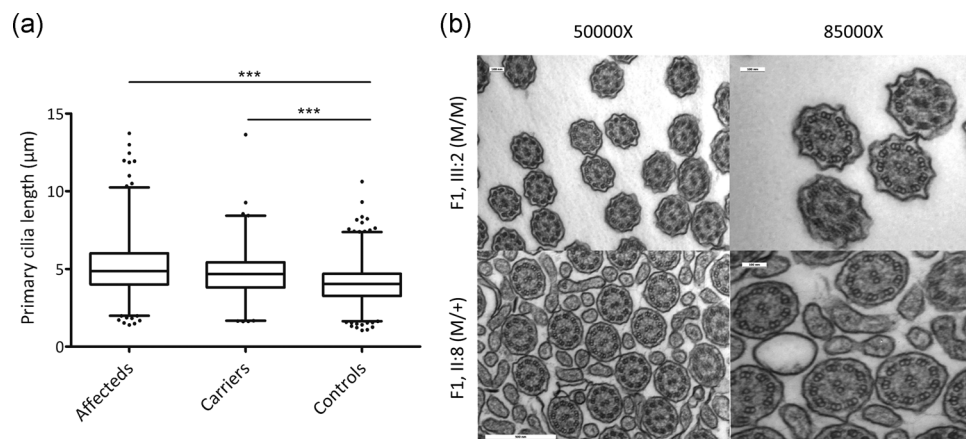 (a)
***
***
15
10
5
0
Primary cilia length (µm)
Affecteds
Carriers
Controls
(b)
50000X
85000X
F1, III:2 (M/M)
F1, II:8 (M/+)